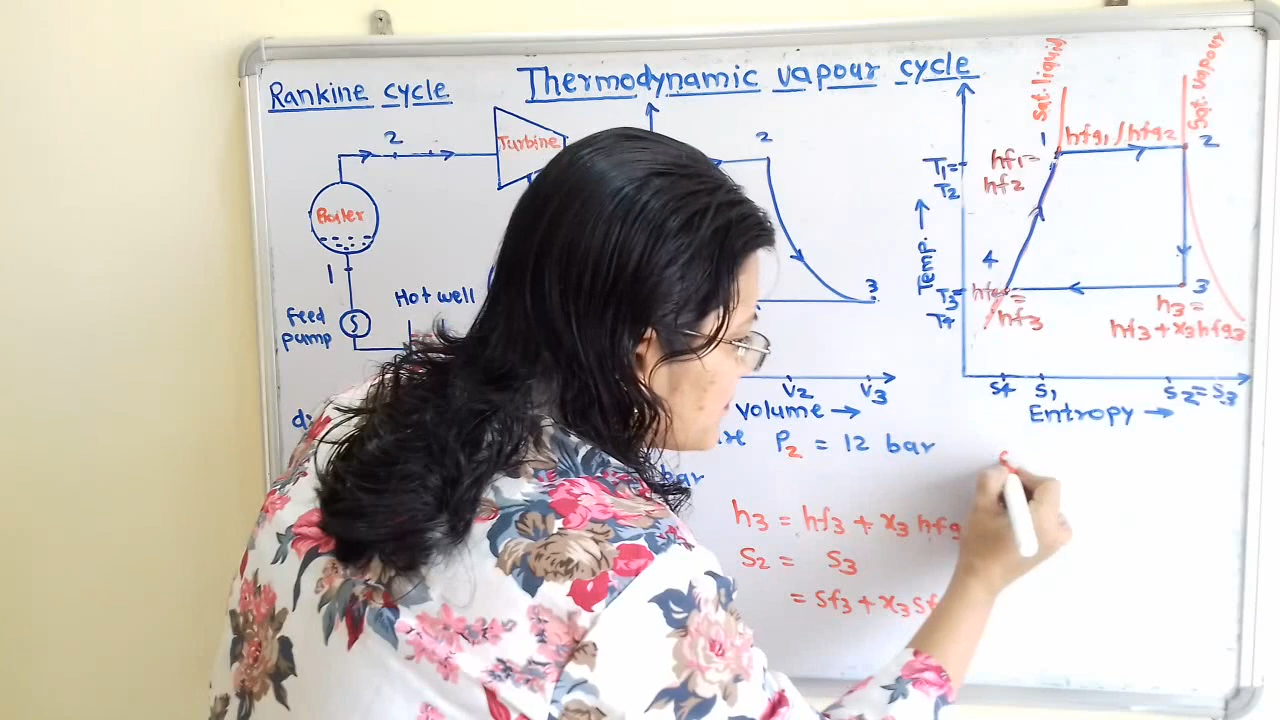 Thermodynamic vapour cycle
Rankine cycle
2
Turbine
Boiler
1
Hot well
Feed
pump
S
2
3
Volume →
V2
V3
Sat. liquid
Sat. vapour
1
hfg1/hfg2
2
T1=
T2
hf1=
hf2
Temp. →
4
T3=
T4
=
hf3
3
h3=
hf3+x3hfg3
S4
S1
S2=S3
Entropy →
P2 = 12 bar
bar
h3 = hf3 + x3 hfg
S2 = S3
= Sf3 + x3 Sf